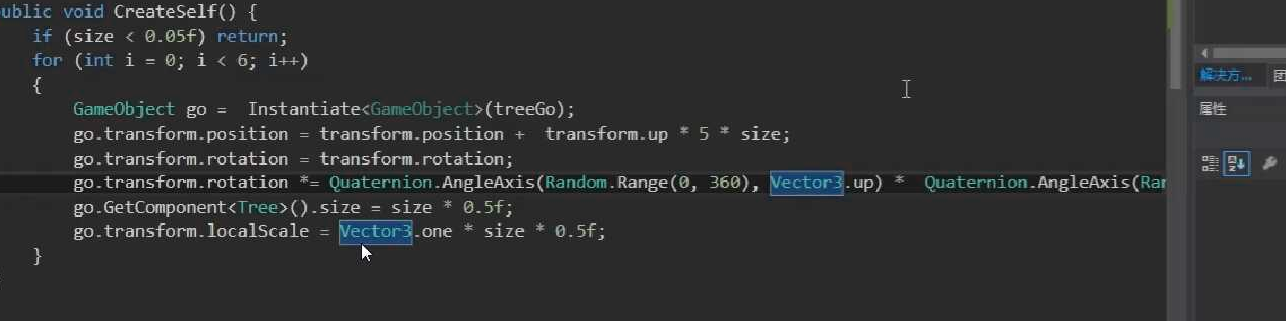 ublic void CreateSelf() {
if (size < 0.05f) return;
for (int i = 0; i < 6; i++)
{
GameObject go =  Instantiate<GameObject>(treeGo);
go.transform.position = transform.position +  transform.up * 5 * size;
go.transform.rotation = transform.rotation;
go.transform.rotation *= Quaternion.AngleAxis(Random.Range(0, 360), Vector3.up) *  Quaternion.AngleAxis(Rar
go.GetComponent<Tree>().size = size * 0.5f;
go.transform.localScale = Vector3.one * size * 0.5f;
}
解决方... 团
属性